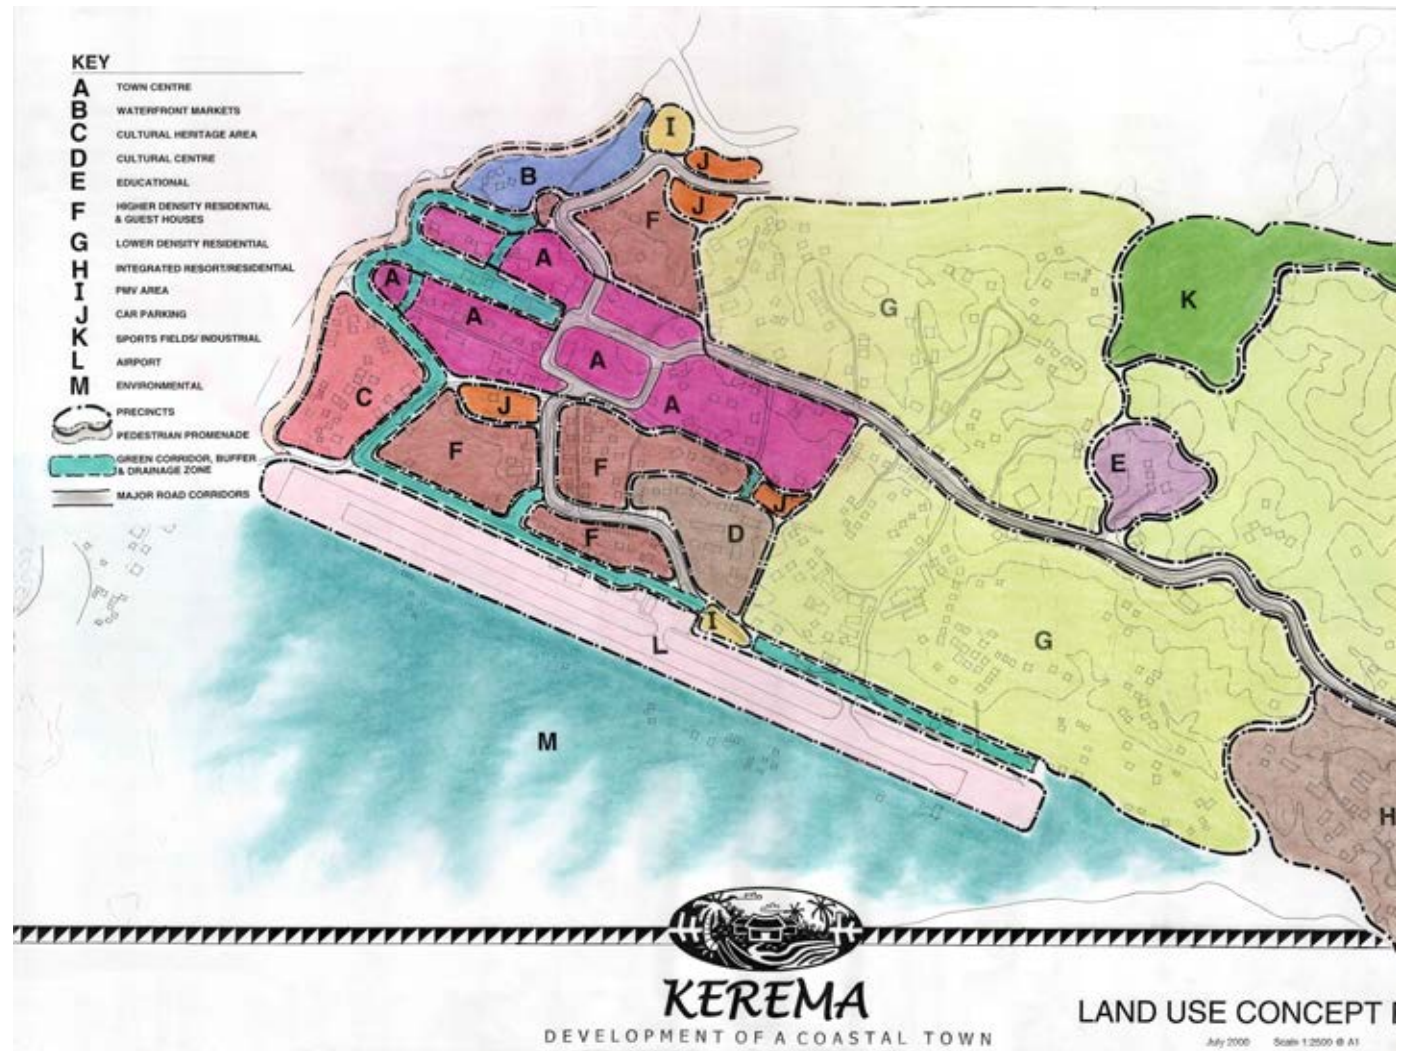 KEY
A TOWN CENTRE
B WATERFRONT MARKETS
C CULTURAL HERITAGE AREA
D CULTURAL CENTRE
E EDUCATIONAL
F HIGHER DENSITY RESIDENTIAL
& GUEST HOUSES
G LOWER DENSITY RESIDENTIAL
H INTEGRATED RESORT/RESIDENTIAL
I PMV AREA
J CAR PARKING
K SPORTS FIELDS/ INDUSTRIAL
L AIRPORT
M ENVIRONMENTAL
PRECINCTS
PEDESTRIAN PROMENADE
GREEN CORRIDOR, BUFFER
& DRAINAGE ZONE
MAJOR ROAD CORRIDORS
I
J
B
J
F
A
A
G
K
A
A
C
J
A
F
F
E
J
D
F
I
L
G
M
H
KEREMA
DEVELOPMENT OF A COASTAL TOWN
LAND USE CONCEPT
July 2000 Scale 1:2500 @ A1